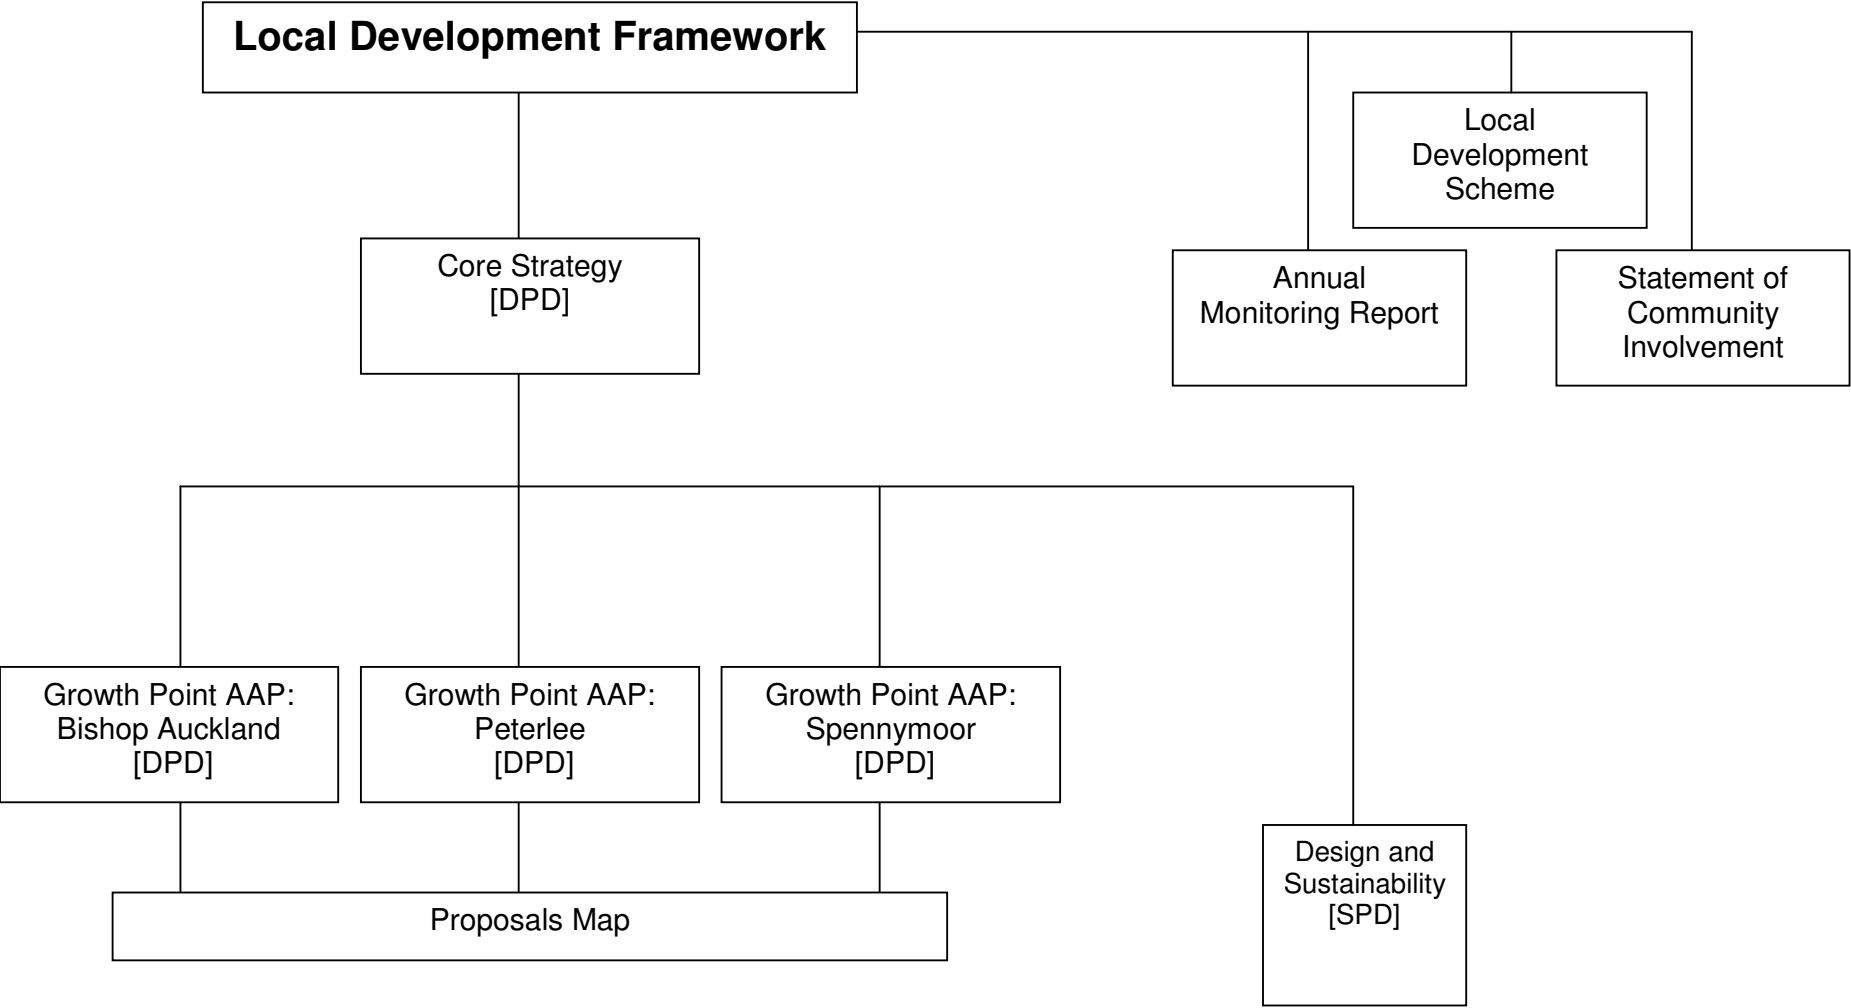 Local Development Framework
Local
Development
Scheme
Core Strategy
[DPD]
Annual
Monitoring Report
Statement of
Community
Involvement
Growth Point AAP:
Bishop Auckland
[DPD]
Growth Point AAP:
Peterlee
[DPD]
Growth Point AAP:
Spennymoor
[DPD]
Design and
Sustainability
[SPD]
Proposals Map